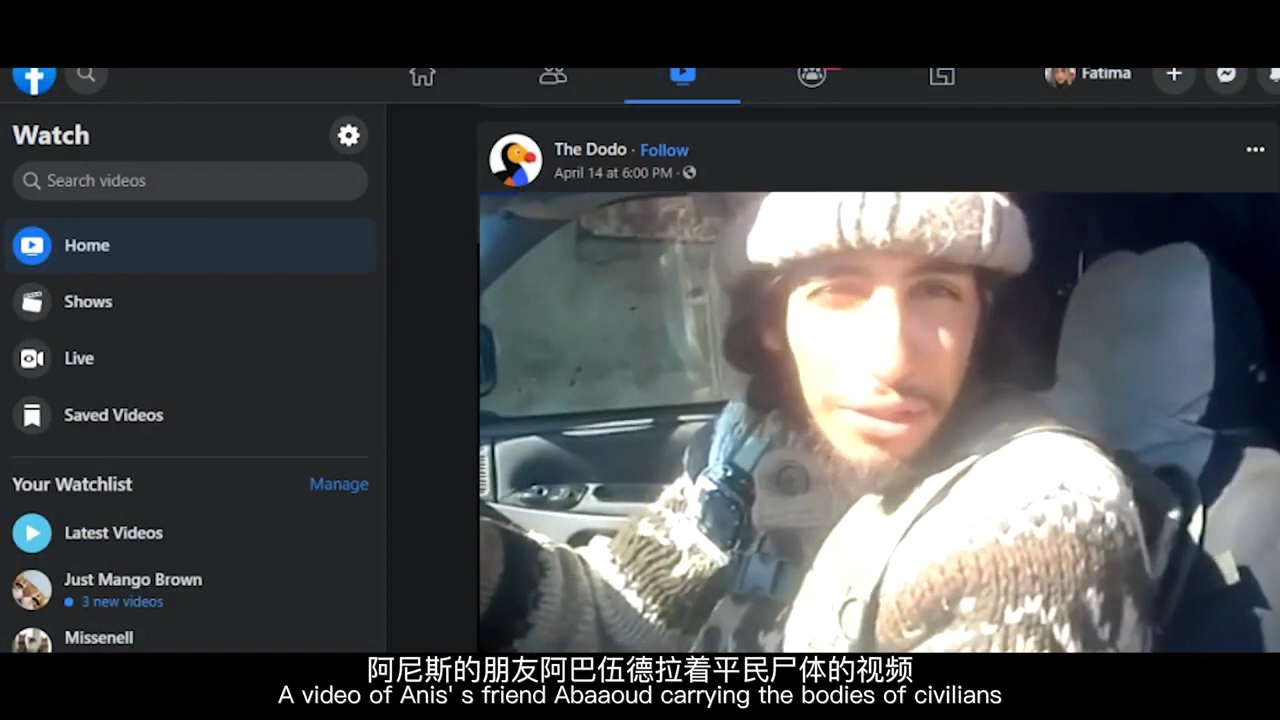 Fatima
Watch
Search videos
Home
Shows
Live
Saved Videos
Your Watchlist
Manage
Latest Videos
Just Mango Brown
3 new videos
Missenell
The Dodo · Follow
April 14 at 6:00 PM ·
阿尼斯的朋友阿巴伍德拉着平民尸体的视频
A video of Anis' s friend Abaaoud carrying the bodies of civilians